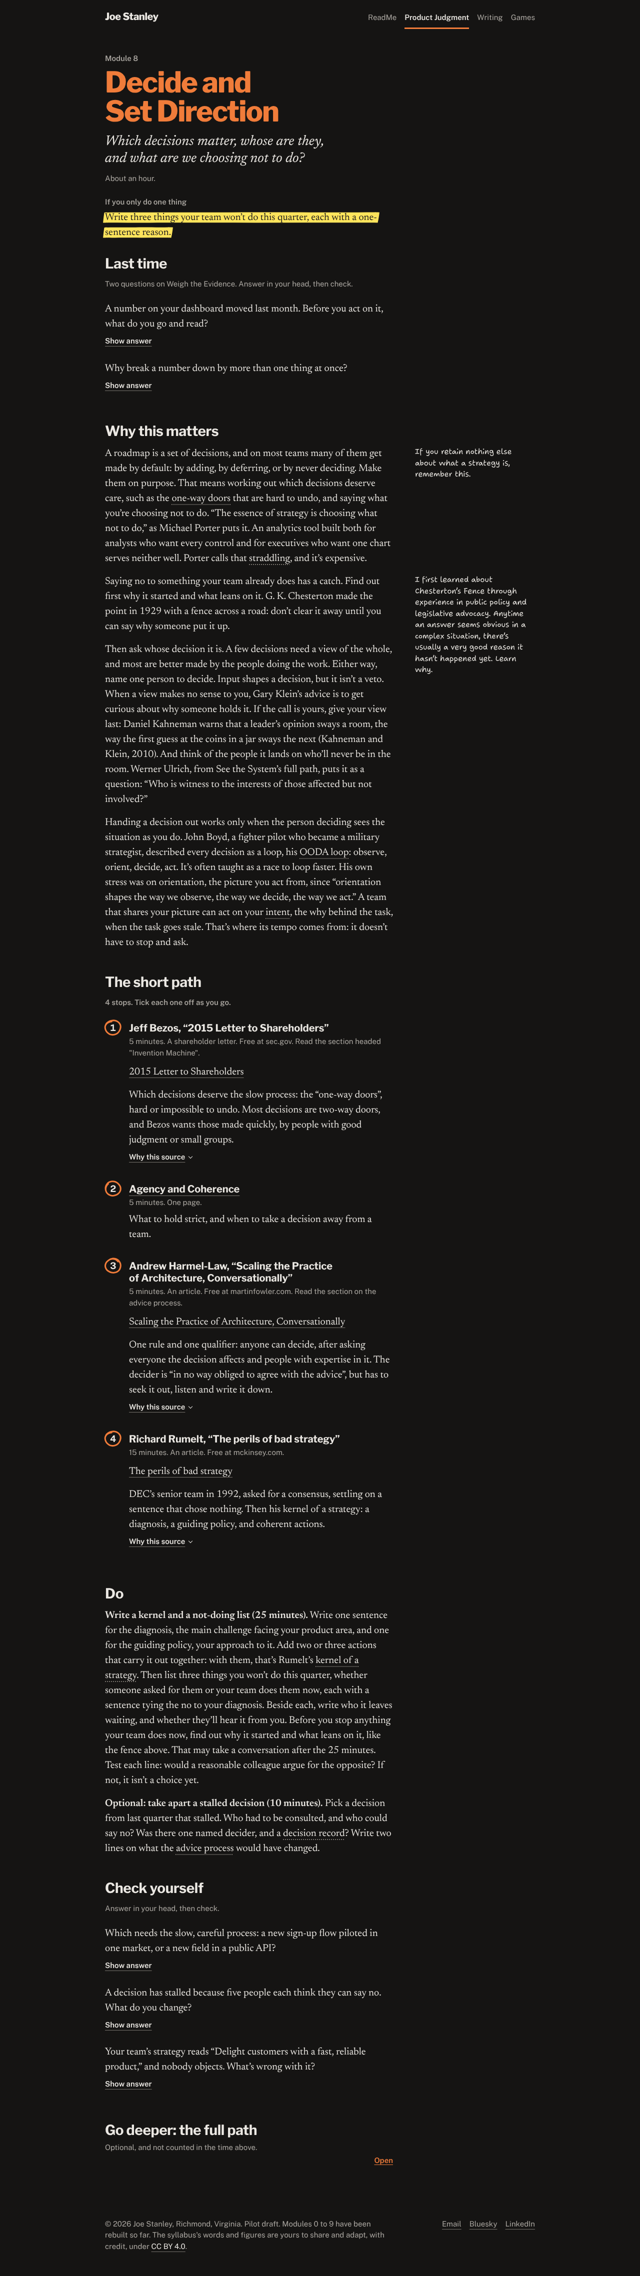 Joe Stanley
ReadMe Product Judgment Writing Games
Module 8
Decide and
Set Direction
Which decisions matter, whose are they,
and what are we choosing not to do?
About an hour.
If you only do one thing
Write three things your team won't do this quarter, each with a one-
sentence reason.
Last time
Two questions on Weigh the Evidence. Answer in your head, then check.
A number on your dashboard moved last month. Before you act on it,
what do you go and read?
Show answer
Why break a number down by more than one thing at once?
Show answer
Why this matters
A roadmap is a set of decisions, and on most teams many of them get
made by default: by adding, by deferring, or by never deciding. Make
them on purpose. That means working out which decisions deserve
care, such as the one-way doors that are hard to undo, and saying what
you're choosing not to do. “The essence of strategy is choosing what
not to do,” as Michael Porter puts it. An analytics tool built both for
analysts who want every control and for executives who want one chart
serves neither well. Porter calls that straddling, and it's expensive.
If you retain nothing else
about what a strategy is,
remember this.
Saying no to something your team already does has a catch. Find out
first why it started and what leans on it. G. K. Chesterton made the
point in 1929 with a fence across a road: don't clear it away until you
can say why someone put it up.
I first learned about
Chesterton's Fence through
experience in public policy and
legislative advocacy. Anytime
an answer seems obvious in a
complex situation, there's
usually a very good reason it
hasn't happened yet. Learn
why.
Then ask whose decision it is. A few decisions need a view of the whole,
and most are better made by the people doing the work. Either way,
name one person to decide. Input shapes a decision, but it isn't a veto.
When a view makes no sense to you, Gary Klein's advice is to get
curious about why someone holds it. If the call is yours, give your view
last: Daniel Kahneman warns that a leader's opinion sways a room, the
way the first guess at the coins in a jar sways the next (Kahneman and
Klein, 2010). And think of the people it lands on who'll never be in the
room. Werner Ulrich, from See the System's full path, puts it as a
question: “Who is witness to the interests of those affected but not
involved?”
Handing a decision out works only when the person deciding sees the
situation as you do. John Boyd, a fighter pilot who became a military
strategist, described every decision as a loop, his OODA loop: observe,
orient, decide, act. It's often taught as a race to loop faster. His own
stress was on orientation, the picture you act from, since “orientation
shapes the way we observe, the way we decide, the way we act.” A team
that shares your picture can act on your intent, the why behind the task,
when the task goes stale. That's where its tempo comes from: it doesn't
have to stop and ask.
The short path
4 stops. Tick each one off as you go.
1 Jeff Bezos, “2015 Letter to Shareholders”
5 minutes. A shareholder letter. Free at sec.gov. Read the section headed
"Invention Machine".
2015 Letter to Shareholders
Which decisions deserve the slow process: the “one-way doors”,
hard or impossible to undo. Most decisions are two-way doors,
and Bezos wants those made quickly, by people with good
judgment or small groups.
Why this source
2 Agency and Coherence
5 minutes. One page.
What to hold strict, and when to take a decision away from a
team.
3 Andrew Harmel-Law, “Scaling the Practice
of Architecture, Conversationally”
5 minutes. An article. Free at martinfowler.com. Read the section on the
advice process.
Scaling the Practice of Architecture, Conversationally
One rule and one qualifier: anyone can decide, after asking
everyone the decision affects and people with expertise in it. The
decider is “in no way obliged to agree with the advice”, but has to
seek it out, listen and write it down.
Why this source
4 Richard Rumelt, “The perils of bad strategy”
15 minutes. An article. Free at mckinsey.com.
The perils of bad strategy
DEC's senior team in 1992, asked for a consensus, settling on a
sentence that chose nothing. Then his kernel of a strategy: a
diagnosis, a guiding policy, and coherent actions.
Why this source
Do
Write a kernel and a not-doing list (25 minutes). Write one sentence
for the diagnosis, the main challenge facing your product area, and one
for the guiding policy, your approach to it. Add two or three actions
that carry it out together: with them, that's Rumelt's kernel of a
strategy. Then list three things you won't do this quarter, whether
someone asked for them or your team does them now, each with a
sentence tying the no to your diagnosis. Beside each, write who it leaves
waiting, and whether they'll hear it from you. Before you stop anything
your team does now, find out why it started and what leans on it, like
the fence above. That may take a conversation after the 25 minutes.
Test each line: would a reasonable colleague argue for the opposite? If
not, it isn't a choice yet.
Optional: take apart a stalled decision (10 minutes). Pick a decision
from last quarter that stalled. Who had to be consulted, and who could
say no? Was there one named decider, and a decision record? Write two
lines on what the advice process would have changed.
Check yourself
Answer in your head, then check.
Which needs the slow, careful process: a new sign-up flow piloted in
one market, or a new field in a public API?
Show answer
A decision has stalled because five people each think they can say no.
What do you change?
Show answer
Your team's strategy reads “Delight customers with a fast, reliable
product,” and nobody objects. What's wrong with it?
Show answer
Go deeper: the full path
Optional, and not counted in the time above.
Open
© 2026 Joe Stanley, Richmond, Virginia. Pilot draft. Modules 0 to 9 have been
rebuilt so far. The syllabus's words and figures are yours to share and adapt, with
credit, under CC BY 4.0.
Email Bluesky LinkedIn